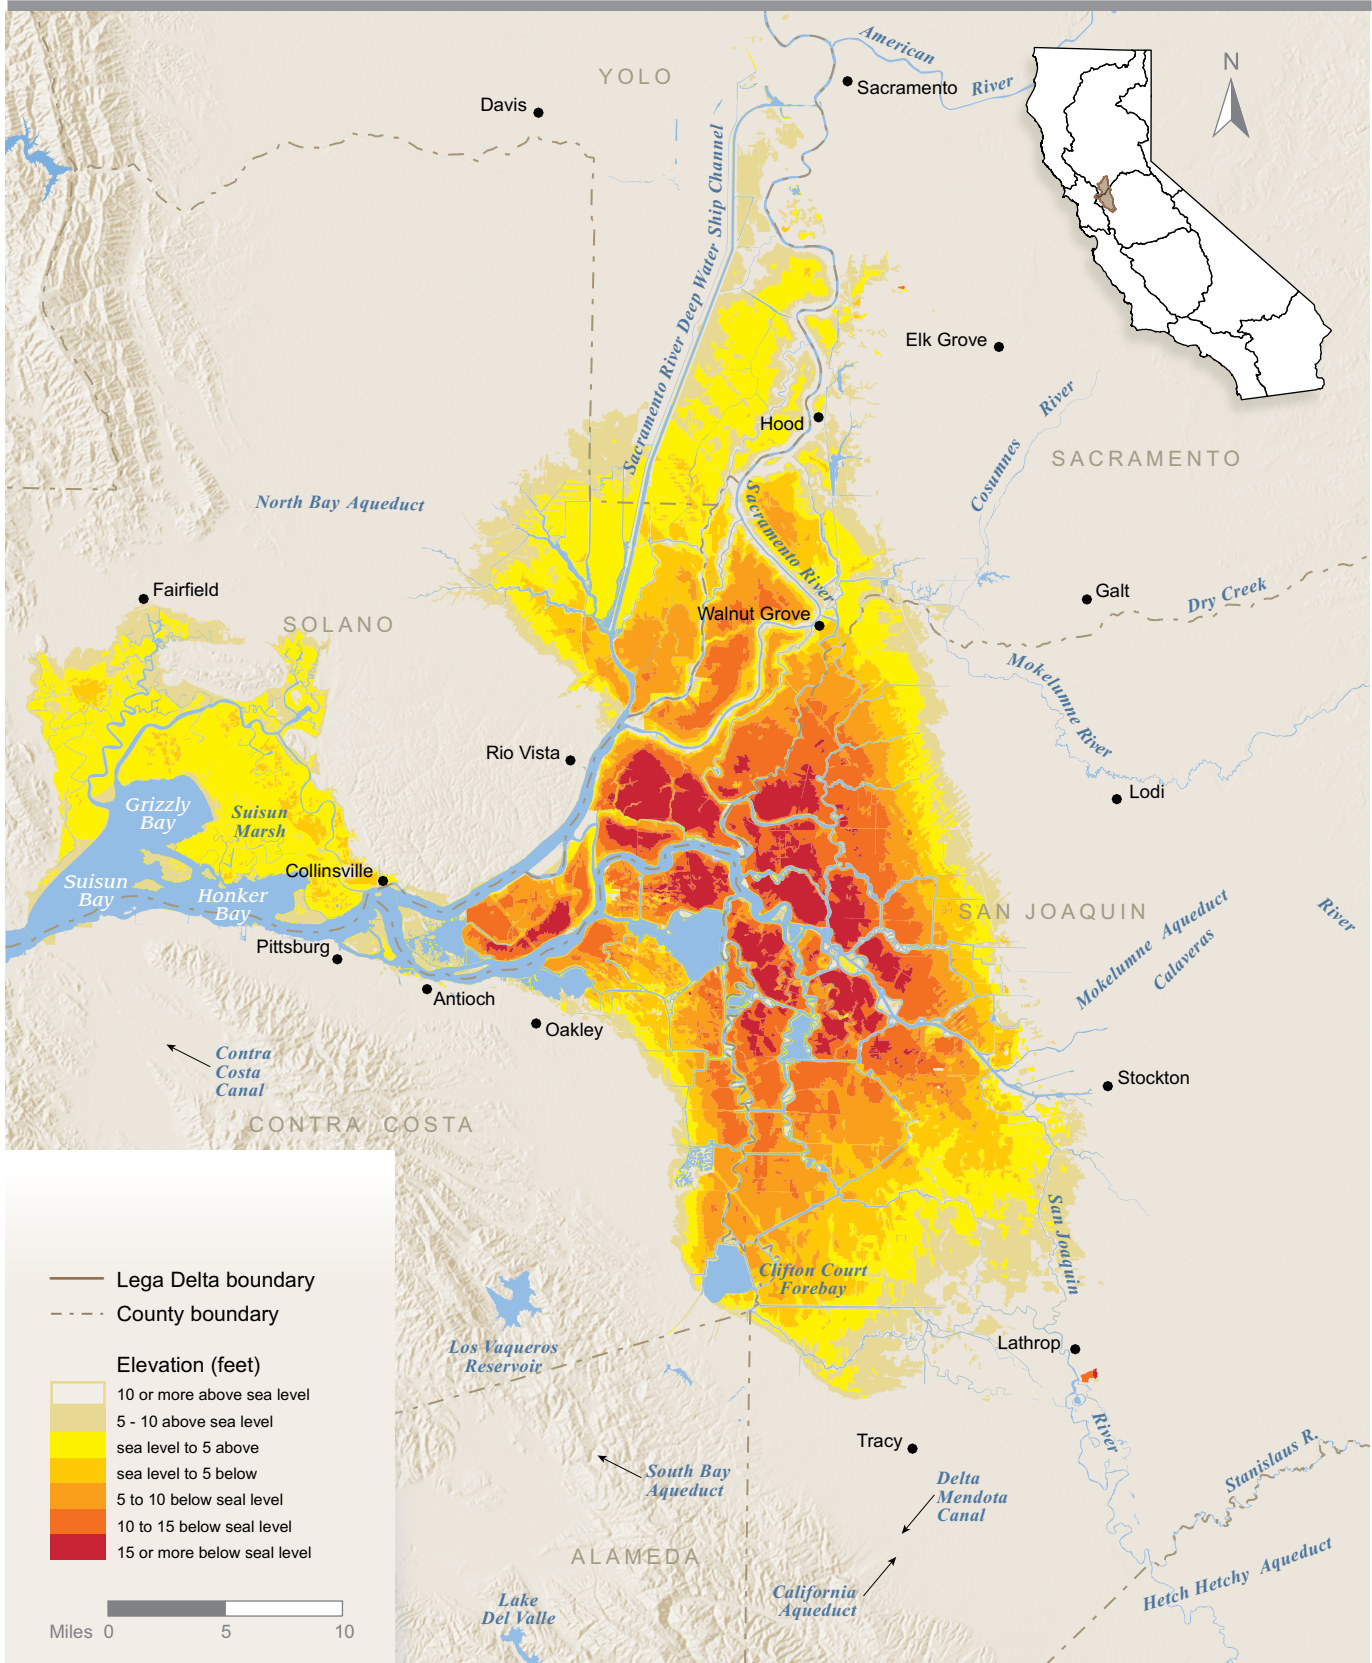 American
River
YOLO
N
Sacramento
Davis
Sacramento River Deep Water Ship Channel
Elk Grove
River
Cosumnes
Hood
SACRAMENTO
North Bay Aqueduct
Sacramento River
Fairfield
Galt
Dry Creek
SOLANO
Walnut Grove
Mokelumne River
Rio Vista
Lodi
Grizzly
Bay
Suisun
Marsh
Collinsville
Suisun
Bay
Honker
Bay
SAN JOAQUIN
Mokelumne Aqueduct
Calaveras
River
Pittsburg
Antioch
Oakley
Contra
Costa
Canal
Stockton
CONTRA COSTA
San Joaquin
River
Clifton Court
Forebay
Los Vaqueros
Reservoir
Lathrop
Tracy
Stanislaus R.
South Bay
Aqueduct
Delta
Mendota
Canal
ALAMEDA
California
Aqueduct
Hetch Hetchy Aqueduct
Lake
Del Valle
Lega Delta boundary
County boundary
Elevation (feet)
10 or more above sea level
5 - 10 above sea level
sea level to 5 above
sea level to 5 below
5 to 10 below seal level
10 to 15 below seal level
15 or more below seal level
Miles 0 5 10